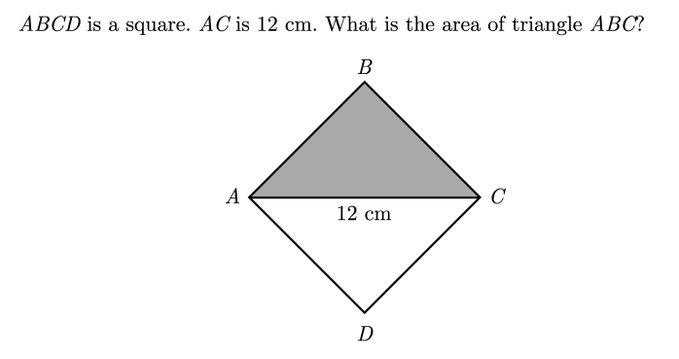 ABCD is a square. AC is 12 cm. What is the area of triangle ABC?
B
A
C
12 cm
D